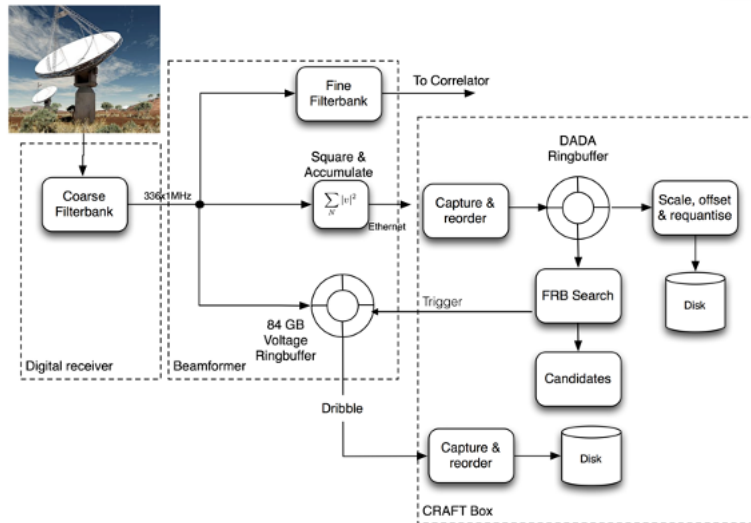 Fine
Filterbank
To Correlator
Square &
Accumulate
DADA
Ringbuffer
Coarse
Filterbank
336x1MHz
∑ |v|²
N
Ethernet
Capture &
reorder
Scale, offset
& requantise
FRB Search
Disk
Trigger
84 GB
Voltage
Ringbuffer
Digital receiver
Beamformer
Candidates
Dribble
Capture &
reorder
Disk
CRAFT Box